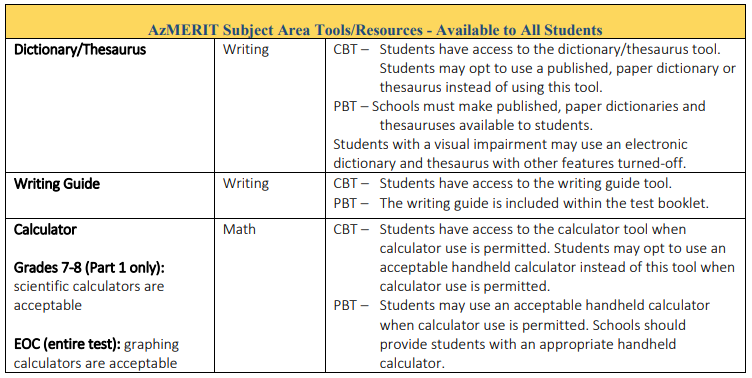 AzMERIT Subject Area Tools/Resources - Available to All Students
Dictionary/Thesaurus
Writing
CBT – Students have access to the dictionary/thesaurus tool.
Students may opt to use a published, paper dictionary or
thesaurus instead of using this tool.
PBT – Schools must make published, paper dictionaries and
thesauruses available to students.
Students with a visual impairment may use an electronic
dictionary and thesaurus with other features turned-off.
Writing Guide
Writing
CBT – Students have access to the writing guide tool.
PBT – The writing guide is included within the test booklet.
Calculator
Grades 7-8 (Part 1 only):
scientific calculators are
acceptable
EOC (entire test): graphing
calculators are acceptable
Math
CBT – Students have access to the calculator tool when
calculator use is permitted. Students may opt to use an
acceptable handheld calculator instead of this tool when
calculator use is permitted.
PBT – Students may use an acceptable handheld calculator
when calculator use is permitted. Schools should
provide students with an appropriate handheld
calculator.